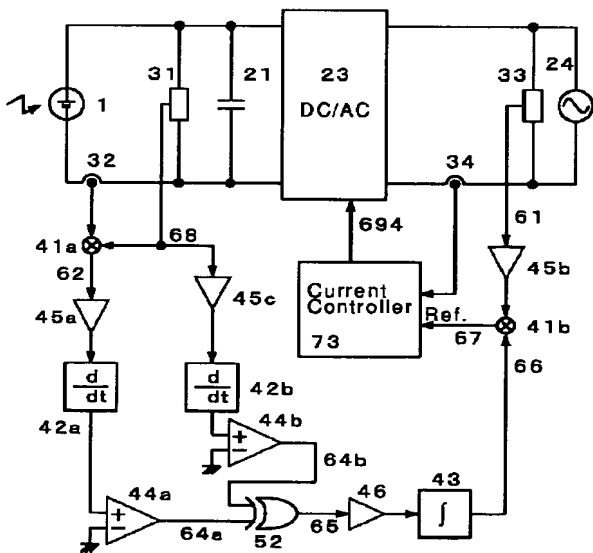 31
21
23
DC/AC
33
24
1
32
34
68
694
61
41a
62
45a
45c
Current
Controller
73
Ref.
67
45b
41b
66
d
dt
42a
d
dt
42b
44b
64b
44a
64a
52
65
46
43
∫
+
−
+
−